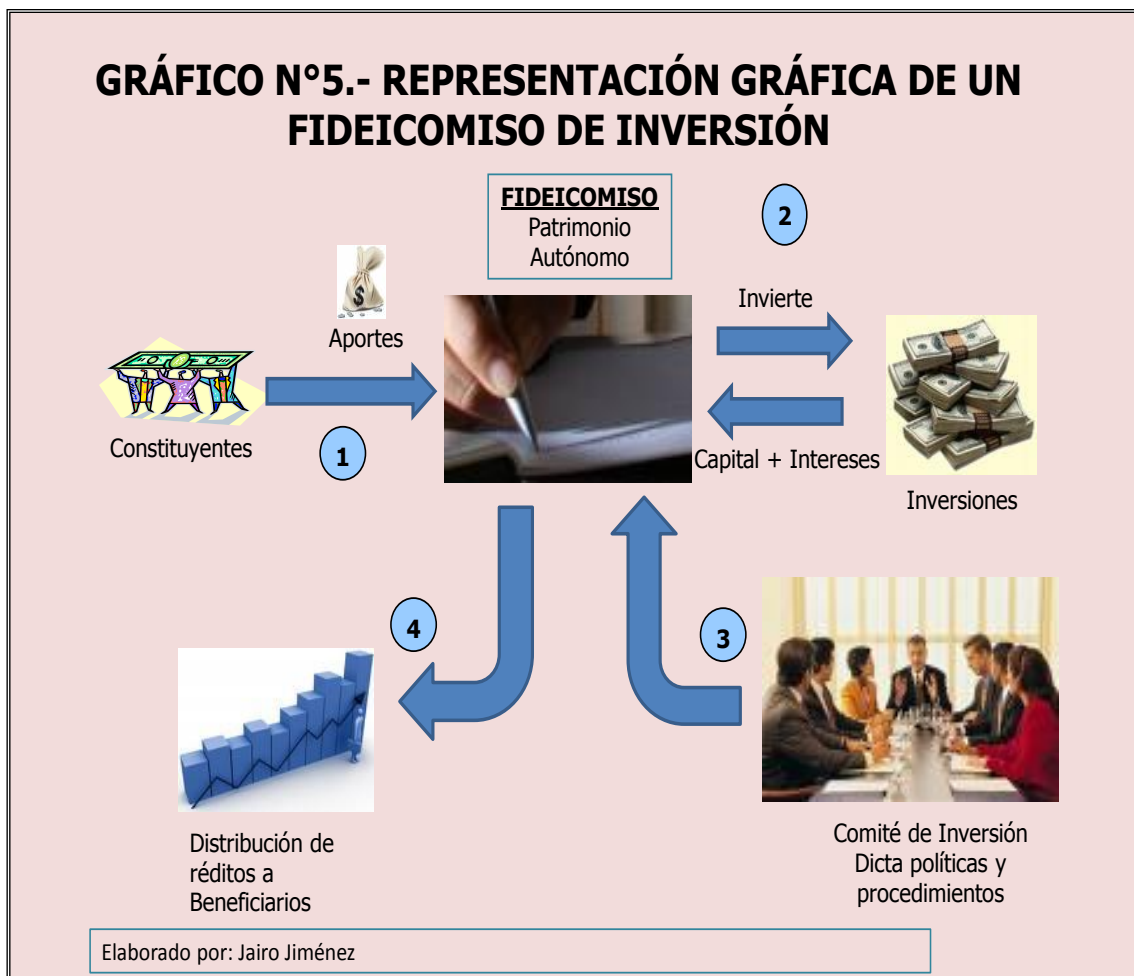 GRÁFICO N°5.- REPRESENTACIÓN GRÁFICA DE UN
FIDEICOMISO DE INVERSIÓN
FIDEICOMISO
Patrimonio
Autónomo
2
$
Aportes
Invierte
Constituyentes
1
Capital + Intereses
Inversiones
4
3
Distribución de
réditos a
Beneficiarios
Comité de Inversión
Dicta políticas y
procedimientos
Elaborado por: Jairo Jiménez